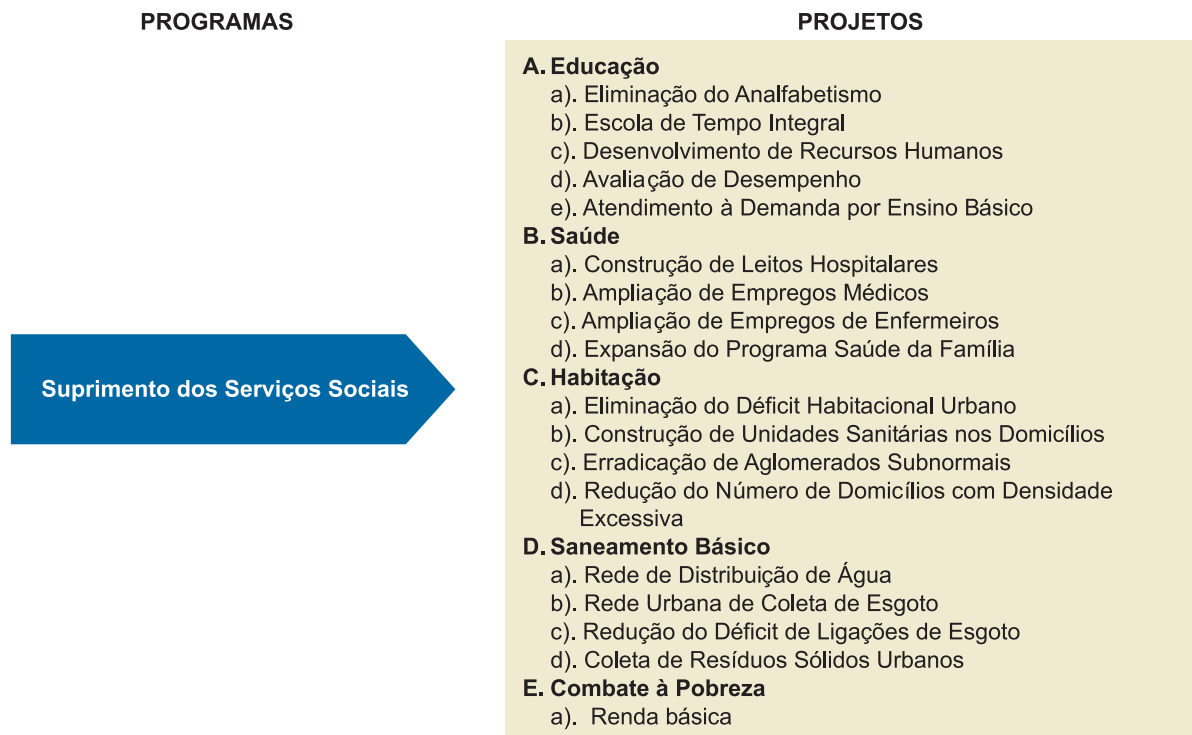 PROGRAMAS
PROJETOS
Suprimento dos Serviços Sociais
A. Educação
a). Eliminação do Analfabetismo
b). Escola de Tempo Integral
c). Desenvolvimento de Recursos Humanos
d). Avaliação de Desempenho
e). Atendimento à Demanda por Ensino Básico
B. Saúde
a). Construção de Leitos Hospitalares
b). Ampliação de Empregos Médicos
c). Ampliação de Empregos de Enfermeiros
d). Expansão do Programa Saúde da Família
C. Habitação
a). Eliminação do Déficit Habitacional Urbano
b). Construção de Unidades Sanitárias nos Domicílios
c). Erradicação de Aglomerados Subnormais
d). Redução do Número de Domicílios com Densidade
Excessiva
D. Saneamento Básico
a). Rede de Distribuição de Água
b). Rede Urbana de Coleta de Esgoto
c). Redução do Déficit de Ligações de Esgoto
d). Coleta de Resíduos Sólidos Urbanos
E. Combate à Pobreza
a). Renda básica